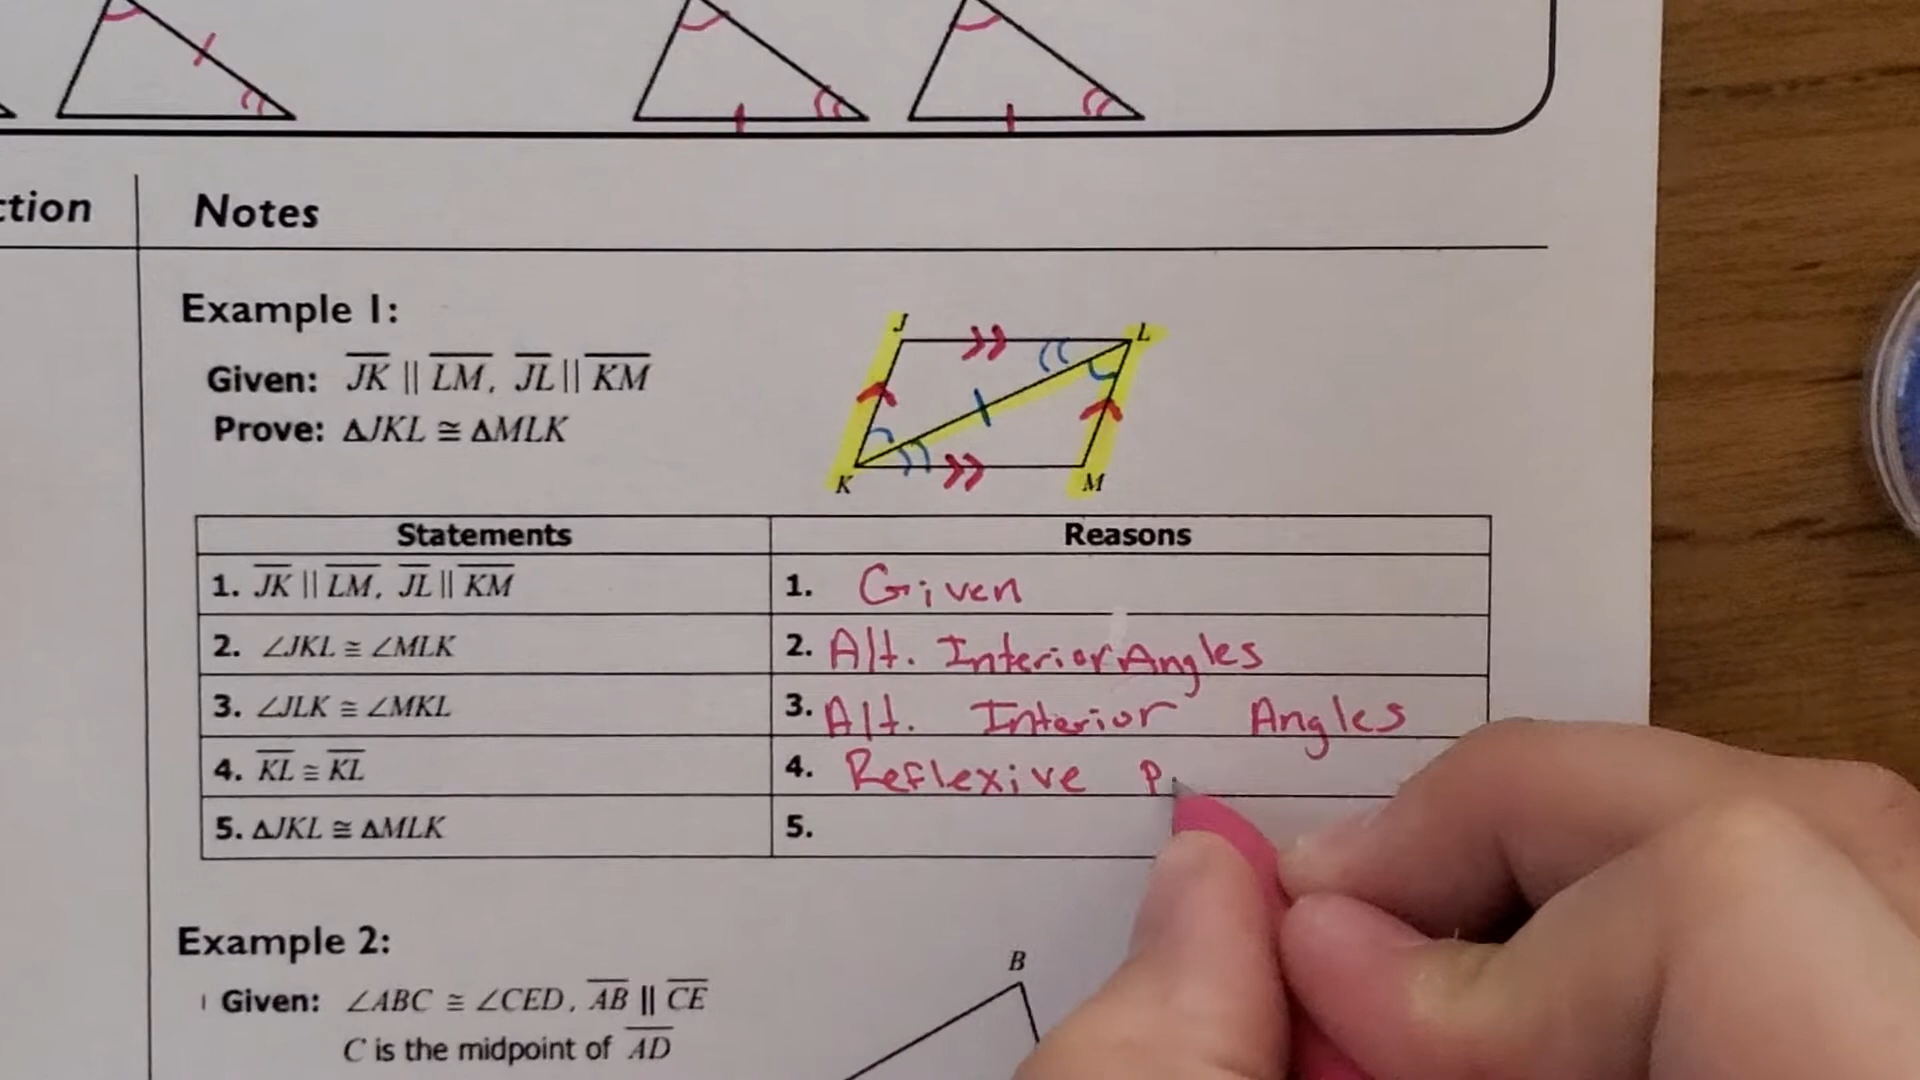 ction Notes
Example 1:
J L
Given: JK || LM, JL || KM
Prove: ΔJKL ≅ ΔMLK
K M
Statements Reasons
1. JK || LM, JL || KM 1. Given
2. ∠JKL ≅ ∠MLK 2. Alt. Interior Angles
3. ∠JLK ≅ ∠MKL 3. Alt. Interior Angles
4. KL ≅ KL 4. Reflexive P
5. ΔJKL ≅ ΔMLK 5.
Example 2:
B
Given: ∠ABC ≅ ∠CED, AB || CE
C is the midpoint of AD